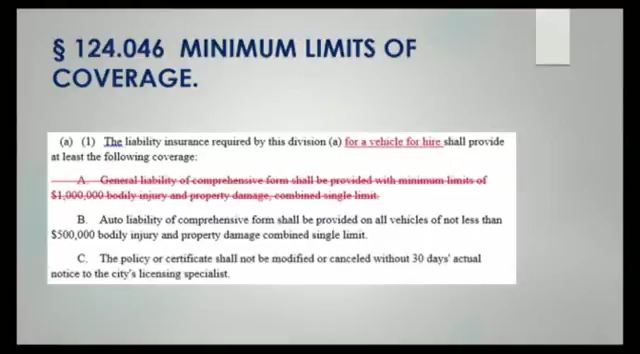 § 124.046 MINIMUM LIMITS OF
COVERAGE.
(a) (1) The liability insurance required by this division (a) for a vehicle for hire shall provide
at least the following coverage:
A. General liability of comprehensive form shall be provided with minimum limits of
$1,000,000 bodily injury and property damage, combined single limit.
B. Auto liability of comprehensive form shall be provided on all vehicles of not less than
$500,000 bodily injury and property damage combined single limit.
C. The policy or certificate shall not be modified or canceled without 30 days' actual
notice to the city's licensing specialist.